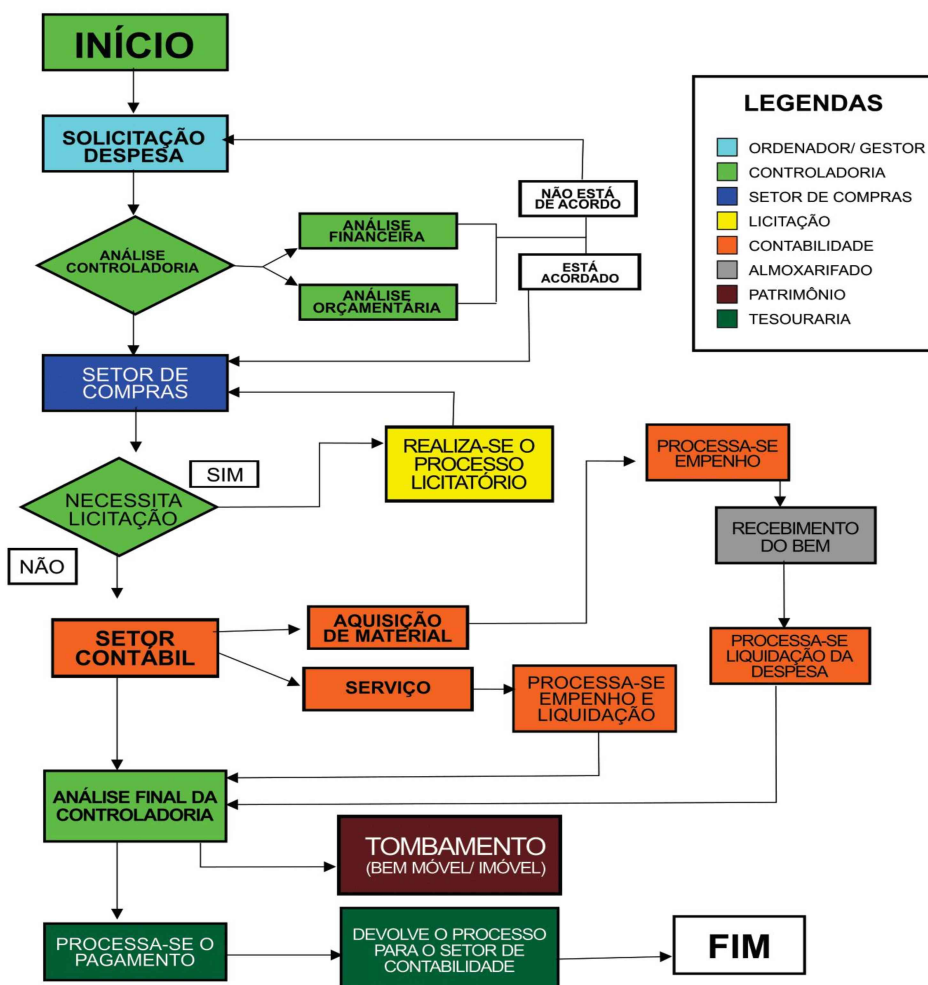 INÍCIO
SOLICITAÇÃO
DESPESA
NÃO ESTÁ
DE ACORDO
ANÁLISE
FINANCEIRA
ANÁLISE
CONTROLADORIA
ESTÁ
ACORDADO
ANÁLISE
ORÇAMENTÁRIA
SETOR DE
COMPRAS
REALIZA-SE O
PROCESSO
LICITATÓRIO
SIM
NECESSITA
LICITAÇÃO
NÃO
PROCESSA-SE
EMPENHO
RECEBIMENTO
DO BEM
AQUISIÇÃO
DE MATERIAL
SETOR
CONTÁBIL
SERVIÇO
PROCESSA-SE
EMPENHO E
LIQUIDAÇÃO
PROCESSA-SE
LIQUIDAÇÃO DA
DESPESA
ANÁLISE FINAL DA
CONTROLADORIA
TOMBAMENTO
(BEM MÓVEL/ IMÓVEL)
PROCESSA-SE O
PAGAMENTO
DEVOLVE O PROCESSO
PARA O SETOR DE
CONTABILIDADE
FIM
LEGENDAS
ORDENADOR/ GESTOR
CONTROLADORIA
SETOR DE COMPRAS
LICITAÇÃO
CONTABILIDADE
ALMOXARIFADO
PATRIMÔNIO
TESOURARIA